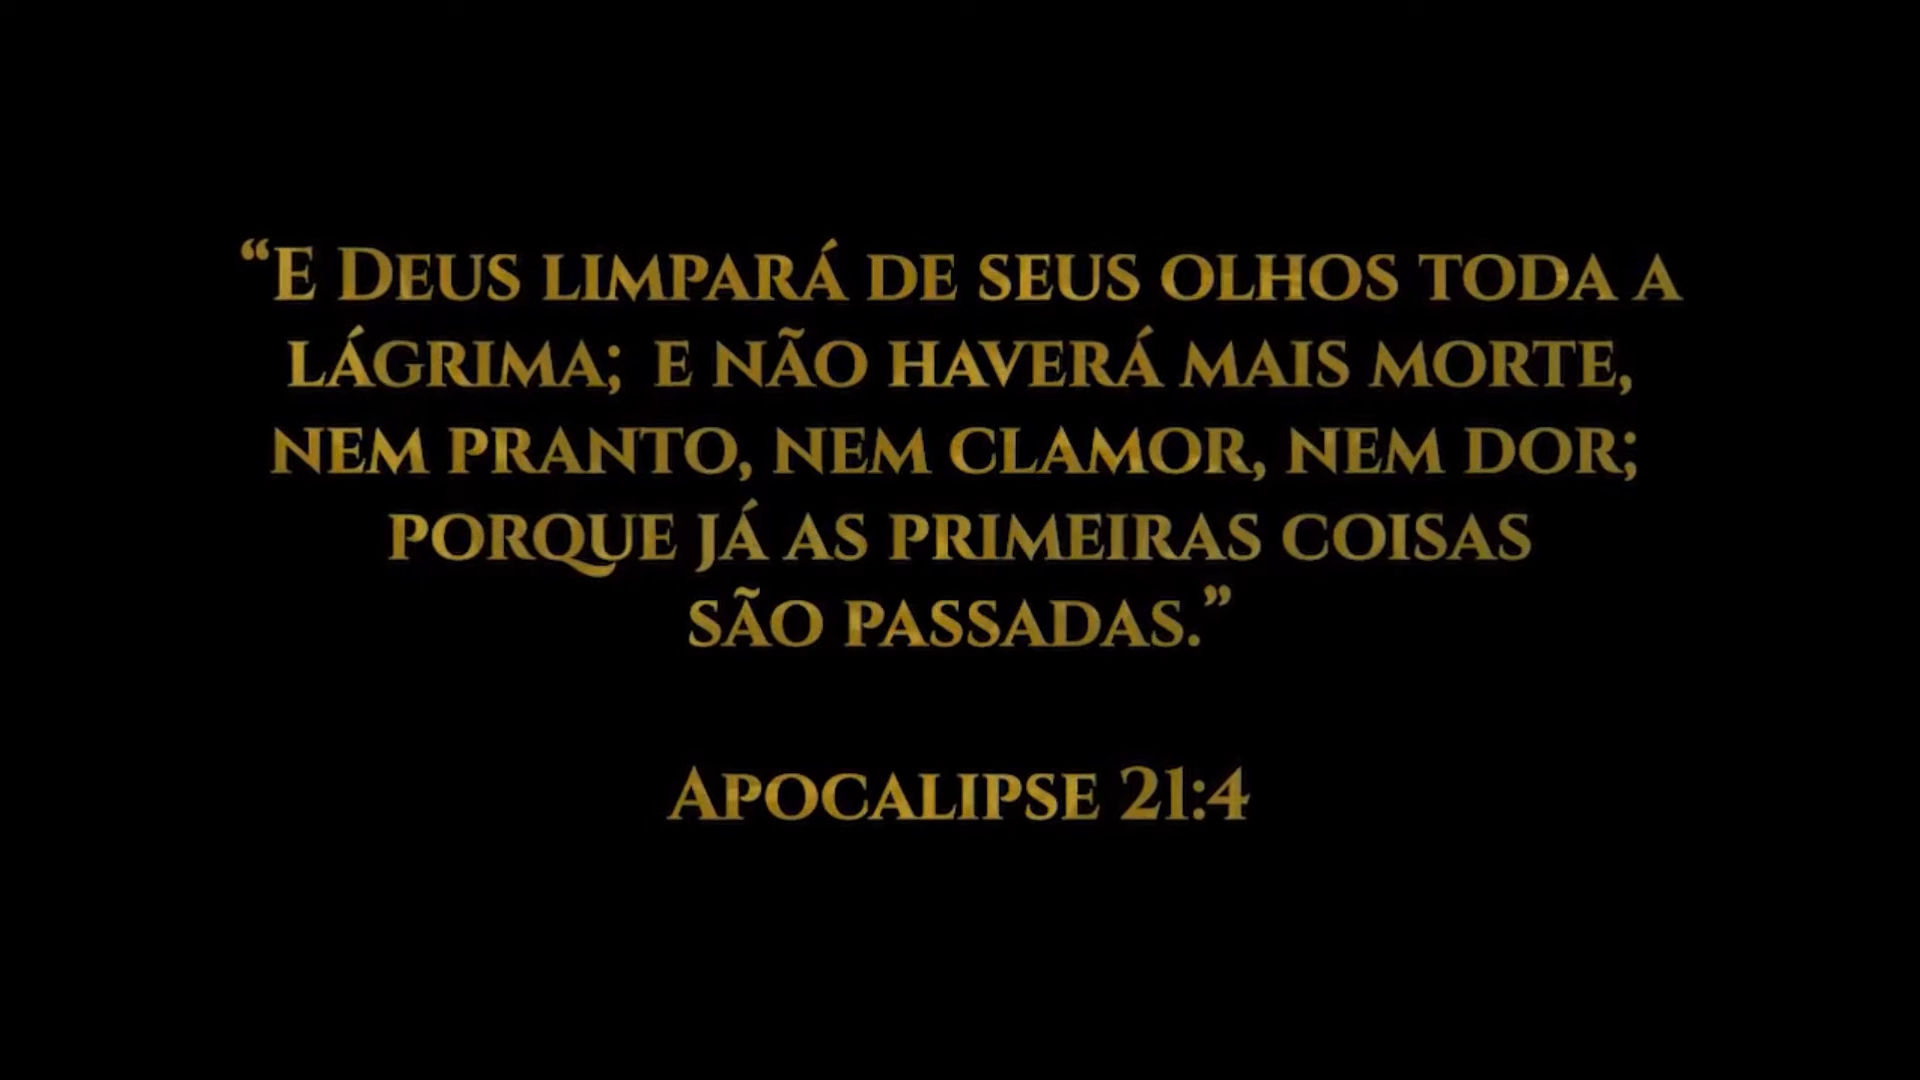 “E Deus limpará de seus olhos toda a
lágrima; e não haverá mais morte,
nem pranto, nem clamor, nem dor;
porque já as primeiras coisas
são passadas.”
Apocalipse 21:4